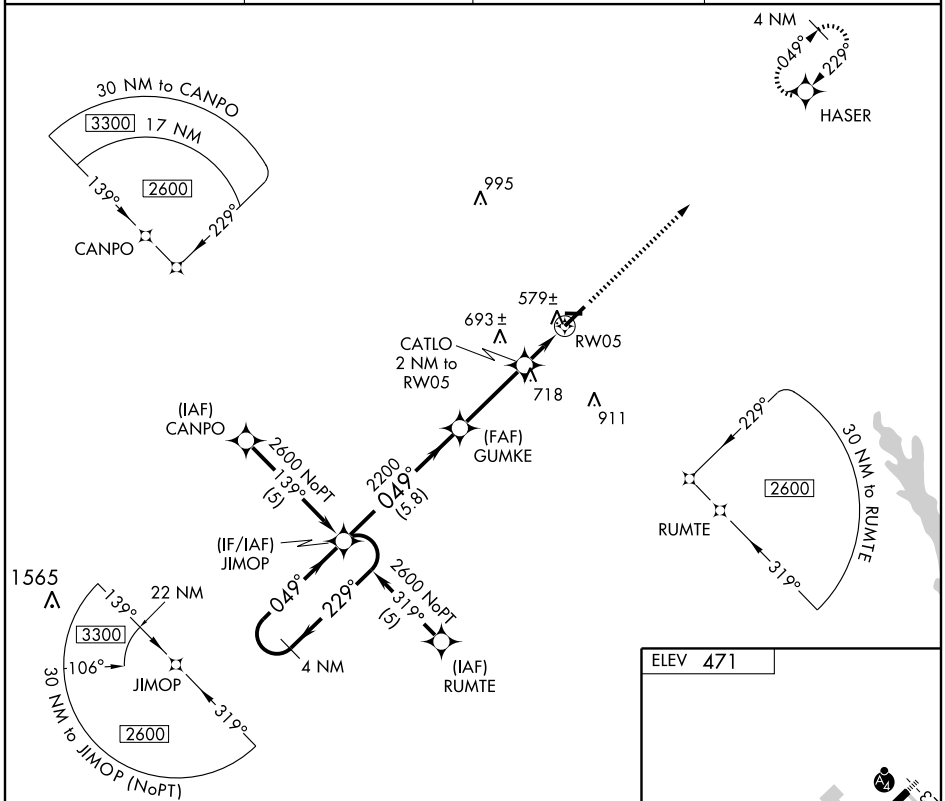 4 NM
049°
229°
HASER
30 NM to CANPO
3300
17 NM
2600
139°
229°
CANPO
995
579±
693±
RW05
CATLO
2 NM to
RW05
718
911
(IAF)
CANPO
2600 NoPT
139°
(5)
(FAF)
GUMKE
2200
049°
(5.8)
229°
30 NM to RUMTE
2600
RUMTE
319°
(IF/IAF)
JIMOP
049°
229°
4 NM
2600 NoPT
319°
(5)
(IAF)
RUMTE
1565
139°
22 NM
3300
106°
JIMOP
319°
2600
30 NM to JIMOP (NoPT)
ELEV 471
A4